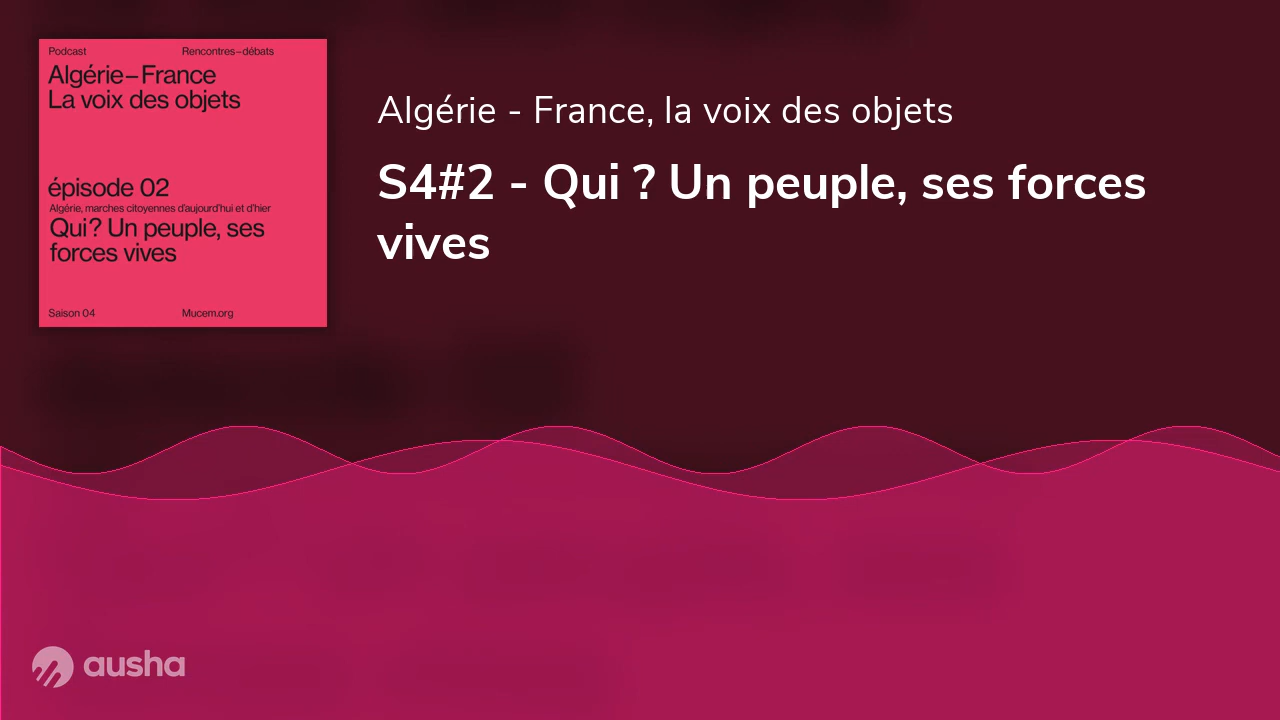 Podcast Rencontres–débats
Algérie–France
La voix des objets
épisode 02
Algérie, marches citoyennes d'aujourd'hui et d'hier
Qui? Un peuple, ses
forces vives
Saison 04 Mucem.org
Algérie - France, la voix des objets
S4#2 - Qui ? Un peuple, ses forces
vives
ausha